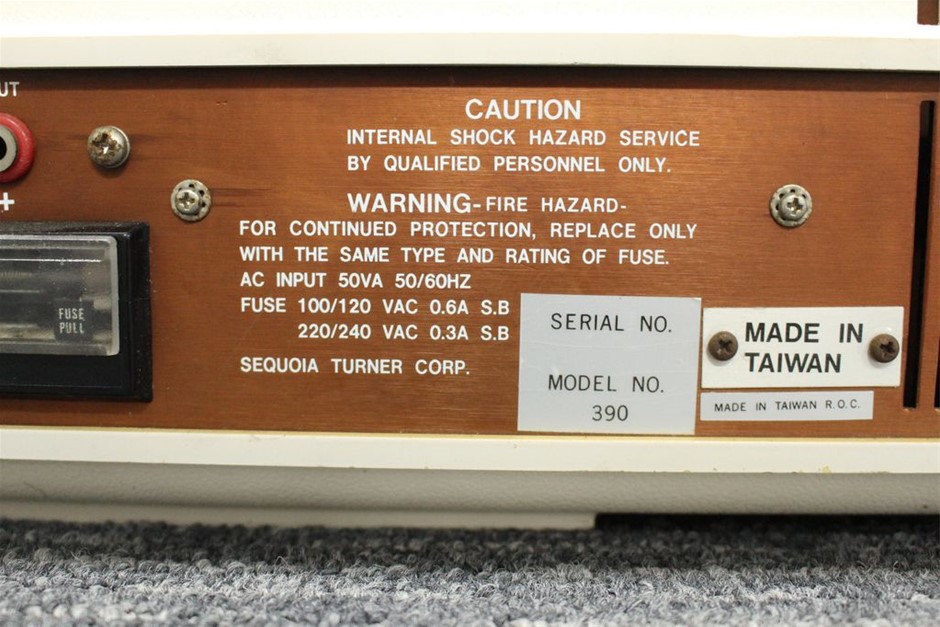 CAUTION
INTERNAL SHOCK HAZARD SERVICE
BY QUALIFIED PERSONNEL ONLY.
WARNING-FIRE HAZARD-
FOR CONTINUED PROTECTION, REPLACE ONLY
WITH THE SAME TYPE AND RATING OF FUSE.
AC INPUT 50VA 50/60HZ
FUSE 100/120 VAC 0.6A S.B
220/240 VAC 0.3A S.B
SEQUOIA TURNER CORP.
+
FUSE
PULL
SERIAL NO.
MODEL NO.
390
MADE IN
TAIWAN
MADE IN TAIWAN R.O.C.